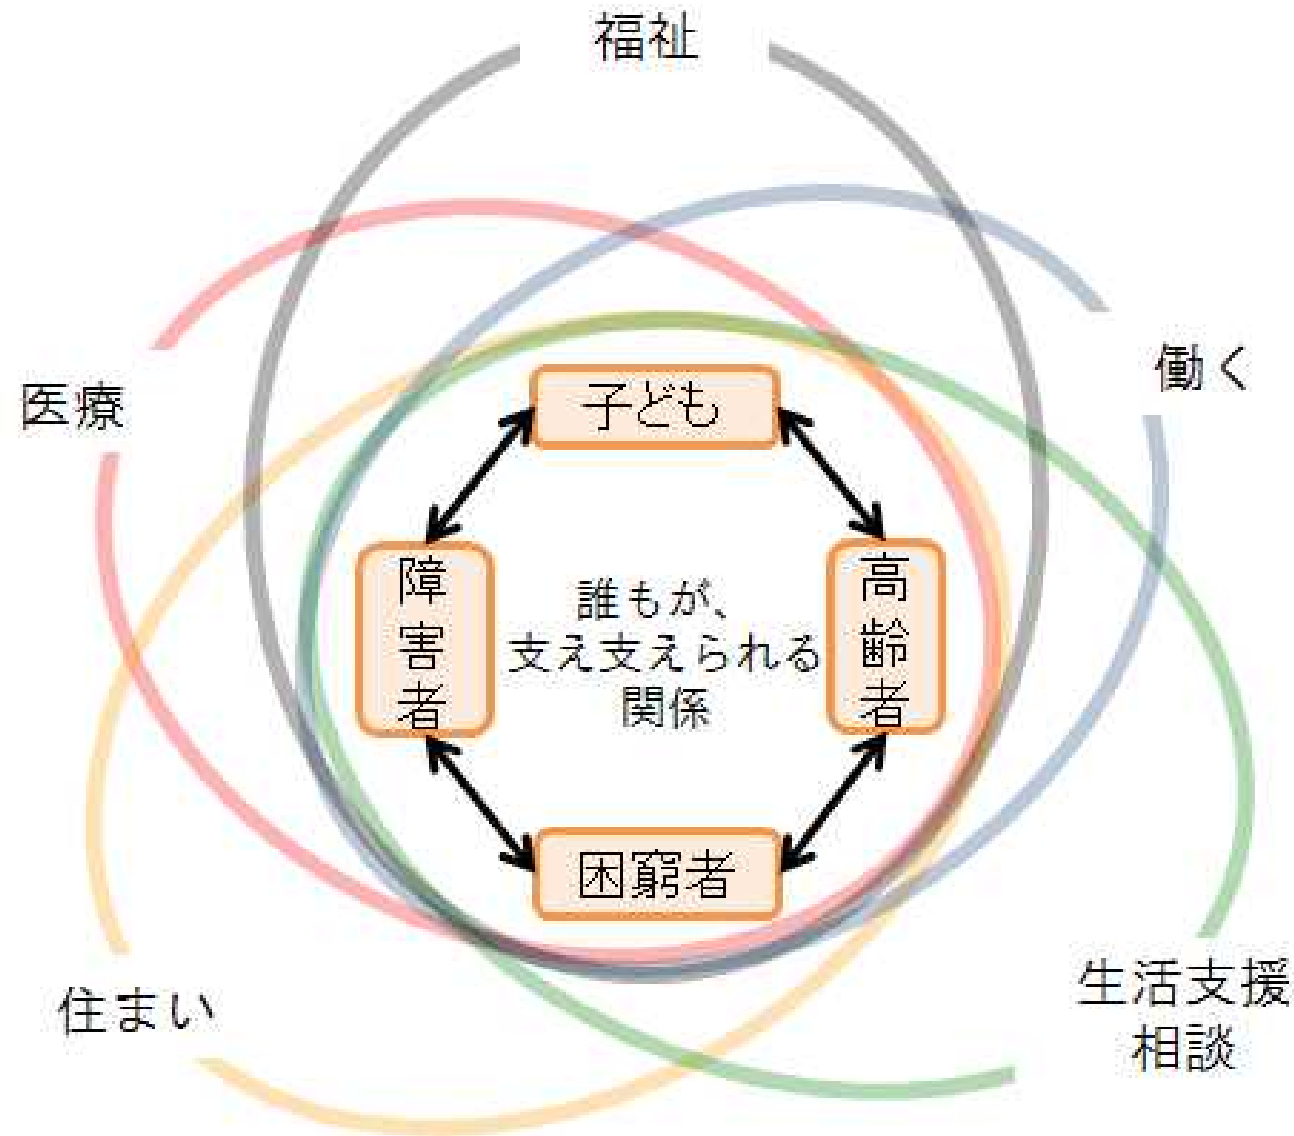 福祉
働く
医療
子ども
障害者
高齢者
誰もが、
支え支えられる
関係
困窮者
住まい
生活支援
相談